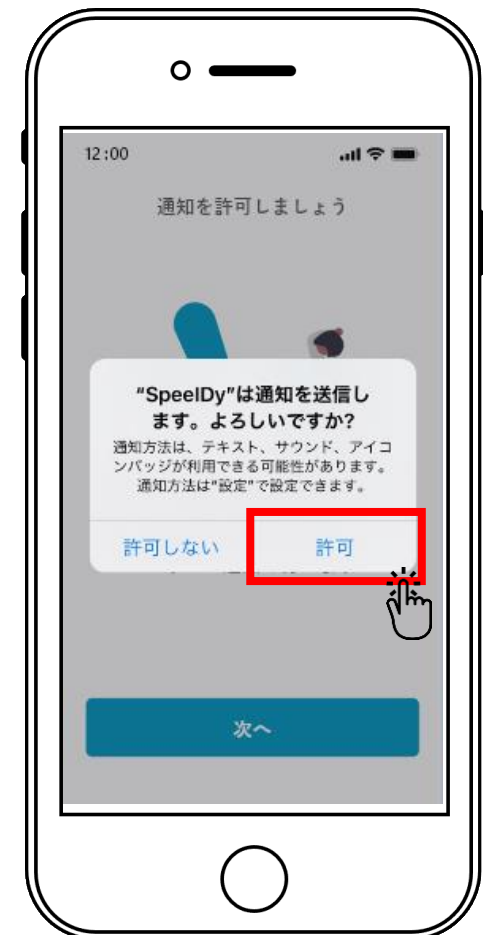 12:00
通知を許可しましょう
“SpeelDy”は通知を送信し
ます。よろしいですか?
通知方法は、テキスト、サウンド、アイコ
ンバッジが利用できる可能性があります。
通知方法は“設定”で設定できます。
許可しない
許可
次へ